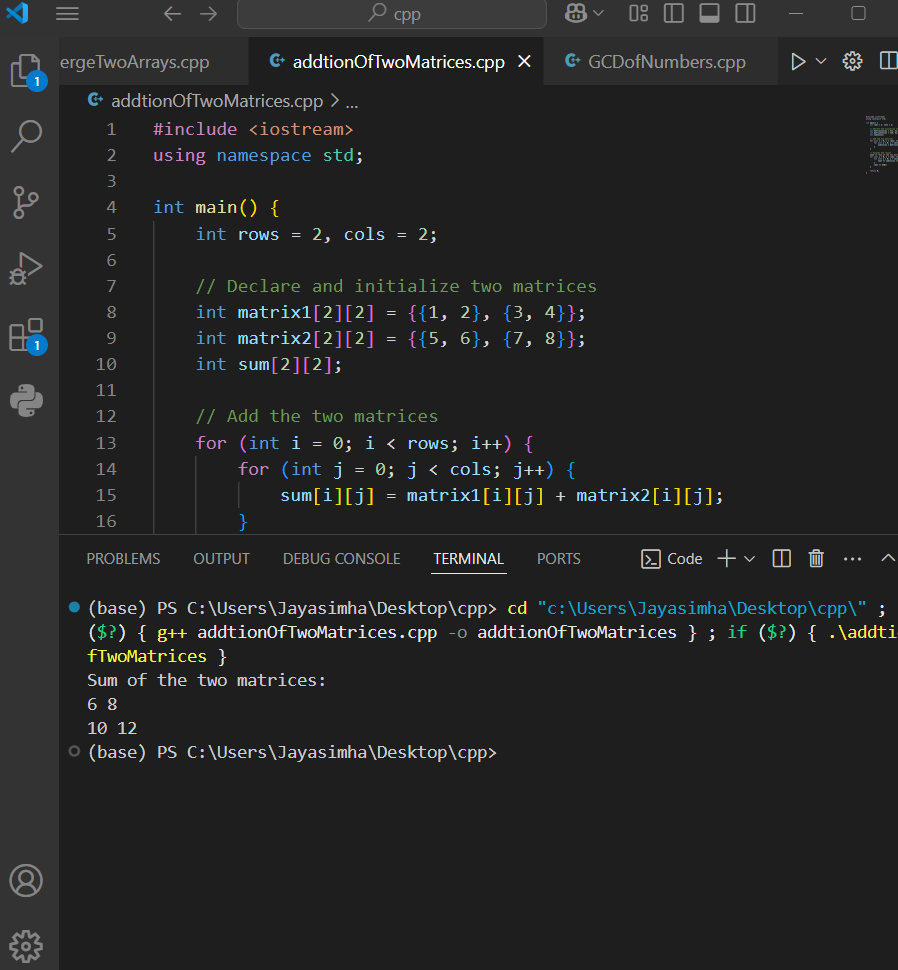 cpp
ergeTwoArrays.cpp addtionOfTwoMatrices.cpp GCDofNumbers.cpp
1
addtionOfTwoMatrices.cpp > ...
1 #include <iostream>
2 using namespace std;
3
4 int main() {
5 int rows = 2, cols = 2;
6
7 // Declare and initialize two matrices
8 int matrix1[2][2] = {{1, 2}, {3, 4}};
9 int matrix2[2][2] = {{5, 6}, {7, 8}};
1
10 int sum[2][2];
11
12 // Add the two matrices
13 for (int i = 0; i < rows; i++) {
14 for (int j = 0; j < cols; j++) {
15 sum[i][j] = matrix1[i][j] + matrix2[i][j];
16 }
PROBLEMS OUTPUT DEBUG CONSOLE TERMINAL PORTS Code
(base) PS C:\Users\Jayasimha\Desktop\cpp> cd "c:\Users\Jayasimha\Desktop\cpp\" ;
($?) { g++ addtionOfTwoMatrices.cpp -o addtionOfTwoMatrices } ; if ($?) { .\addti
fTwoMatrices }
Sum of the two matrices:
6 8
10 12
(base) PS C:\Users\Jayasimha\Desktop\cpp>